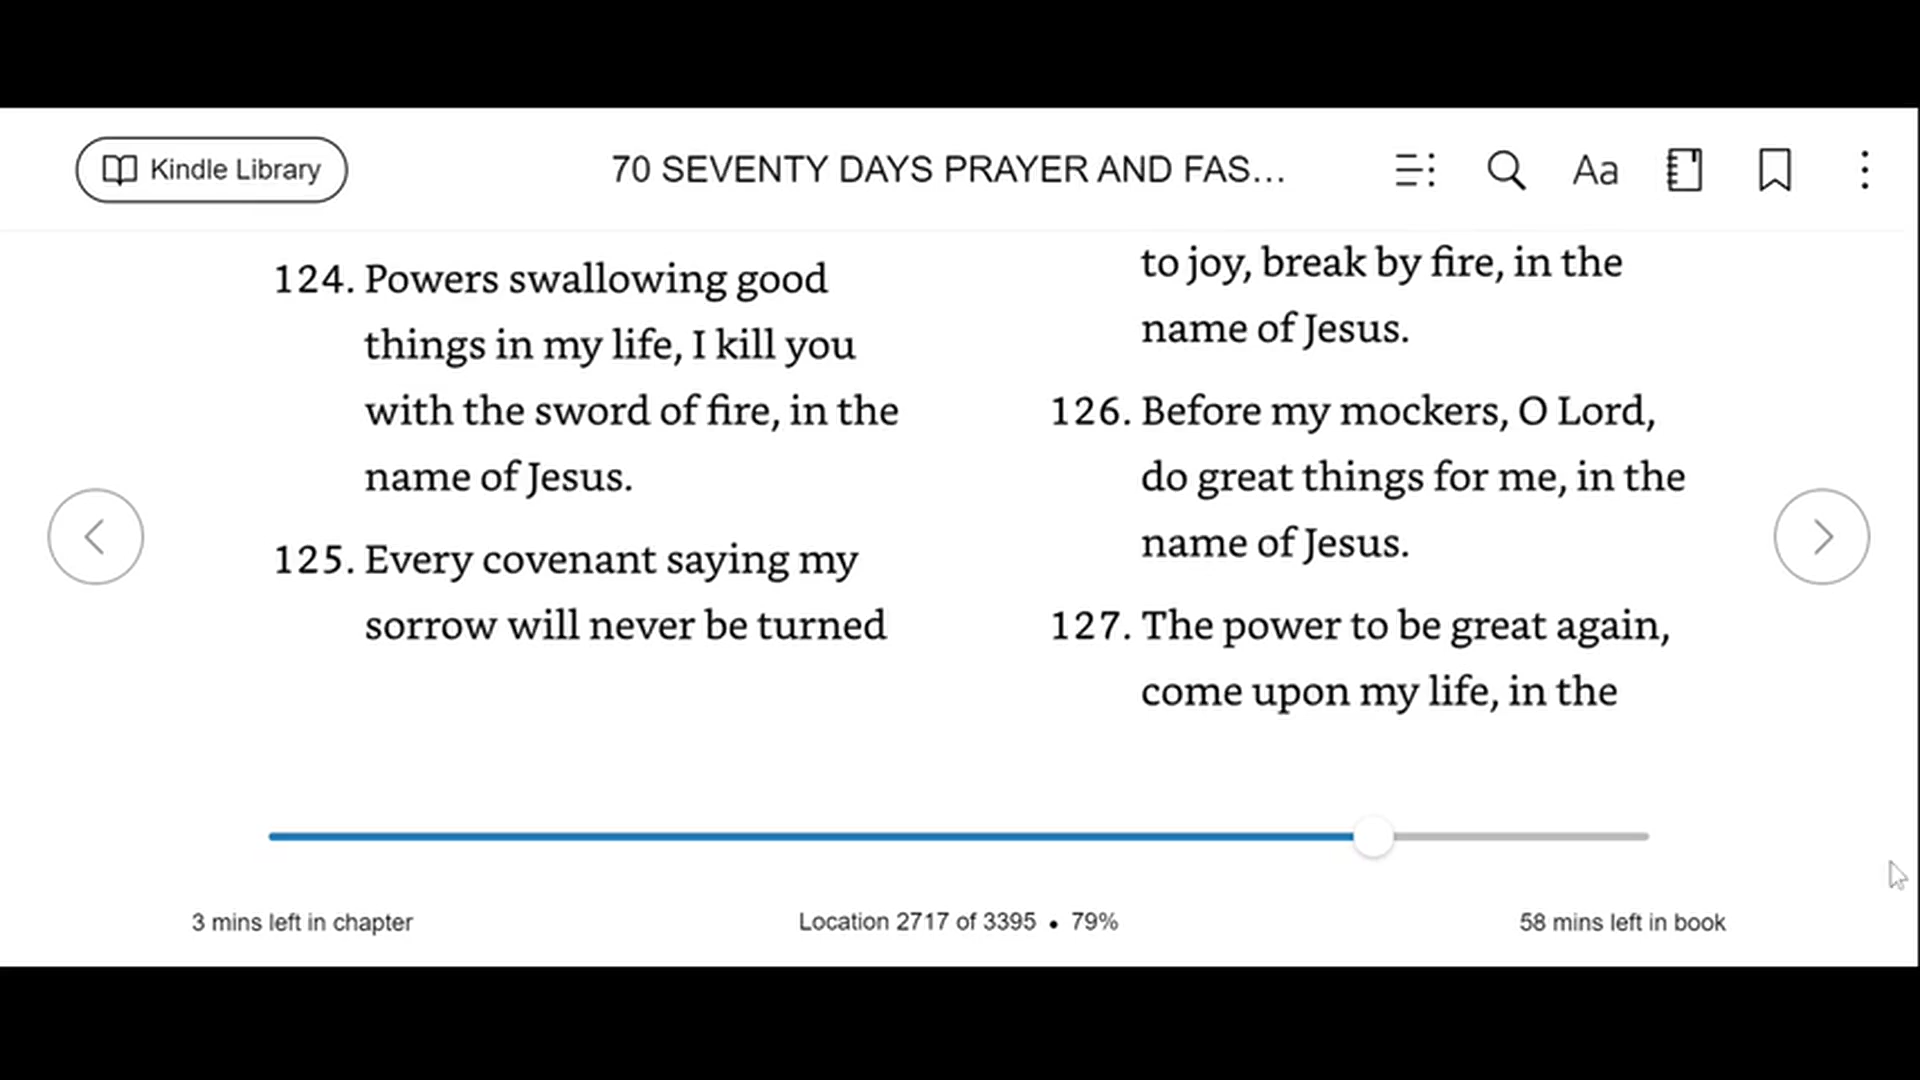 Kindle Library
70 SEVENTY DAYS PRAYER AND FAS...
Aa
124. Powers swallowing good
things in my life, I kill you
with the sword of fire, in the
name of Jesus.
125. Every covenant saying my
sorrow will never be turned
to joy, break by fire, in the
name of Jesus.
126. Before my mockers, O Lord,
do great things for me, in the
name of Jesus.
127. The power to be great again,
come upon my life, in the
3 mins left in chapter
Location 2717 of 3395 • 79%
58 mins left in book